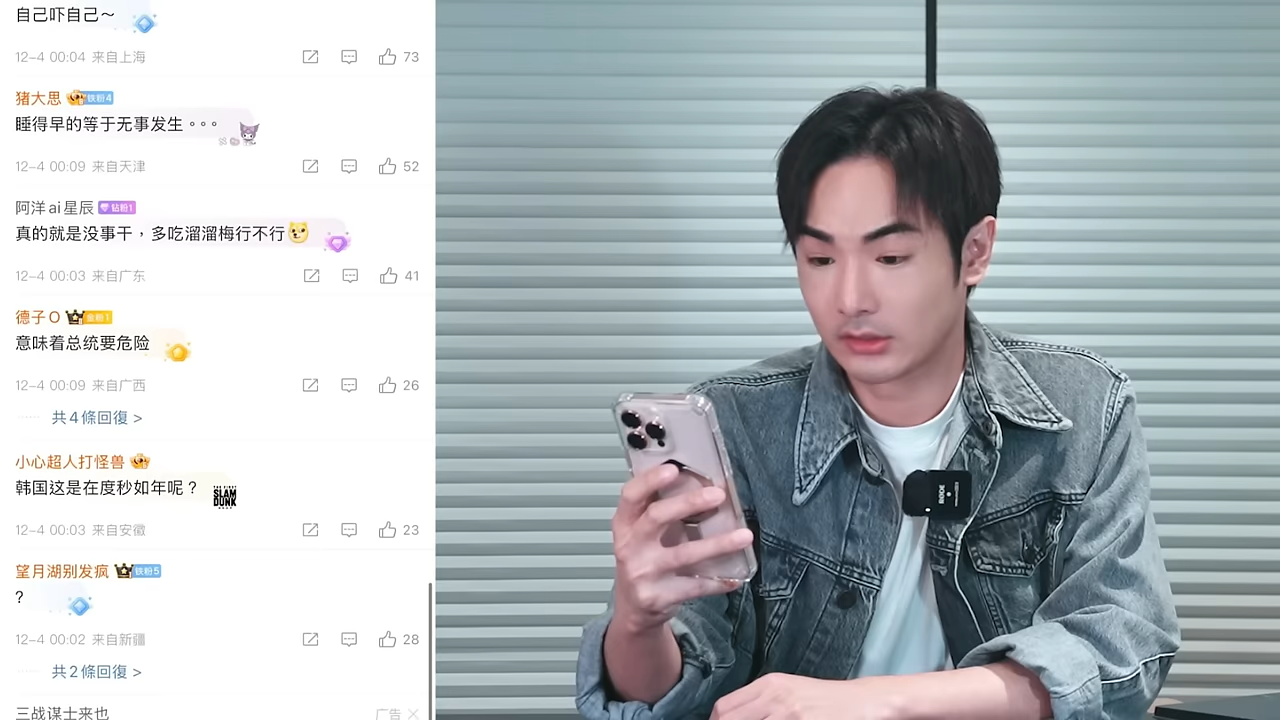 自己吓自己～
12-4 00:04 来自上海
73
猪大思 铁粉4
睡得早的等于无事发生。。。
12-4 00:09 来自天津
52
阿洋ai星辰 钻粉1
真的就是没事干，多吃溜溜梅行不行
12-4 00:03 来自广东
41
德子O 金粉1
意味着总统要危险
12-4 00:09 来自广西
26
共4條回復 >
小心超人打怪兽
韩国这是在度秒如年呢？
THE FIRST
SLAM
DUNK
12-4 00:03 来自安徽
23
望月湖别发疯 铁粉5
?
12-4 00:02 来自新疆
28
共2條回復 >
三战谋士来也
广告
RØDE